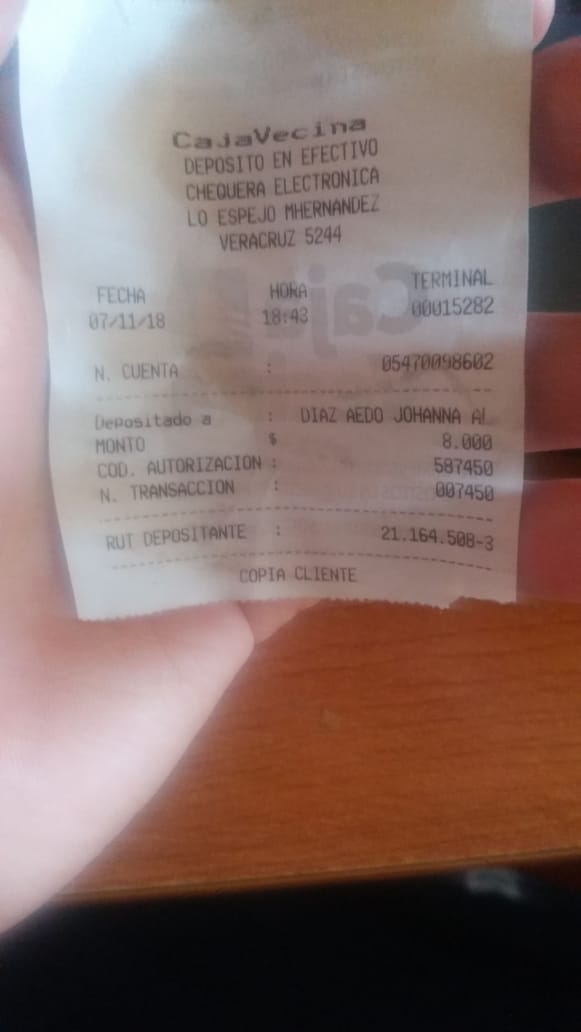 CajaVecina
DEPOSITO EN EFECTIVO
CHEQUERA ELECTRONICA
LO ESPEJO MHERNANDEZ
VERACRUZ 5244
FECHA HORA TERMINAL
07/11/18 18:43 00015282
N. CUENTA : 05470098602
Depositado a : DIAZ AEDO JOHANNA AL
MONTO $ 8.000
COD. AUTORIZACION : 587450
N. TRANSACCION : 007450
RUT DEPOSITANTE : 21.164.508-3
COPIA CLIENTE